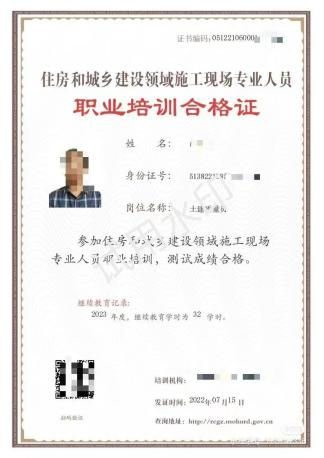 证书编码:051221060000
住房和城乡建设领域施工现场专业人员
职业培训合格证
姓 名:
身份证号: 5138221
岗位名称: 土建质量员
参加住房和城乡建设领域施工现场
专业人员职业培训,测试成绩合格。
继续教育记录:
2023 年度,继续教育学时为 32 学时。
培训机构:
发证时间: 2022年 07月15日
扫码验证
查询地址: http://rcgz.mohurd.gov.cn